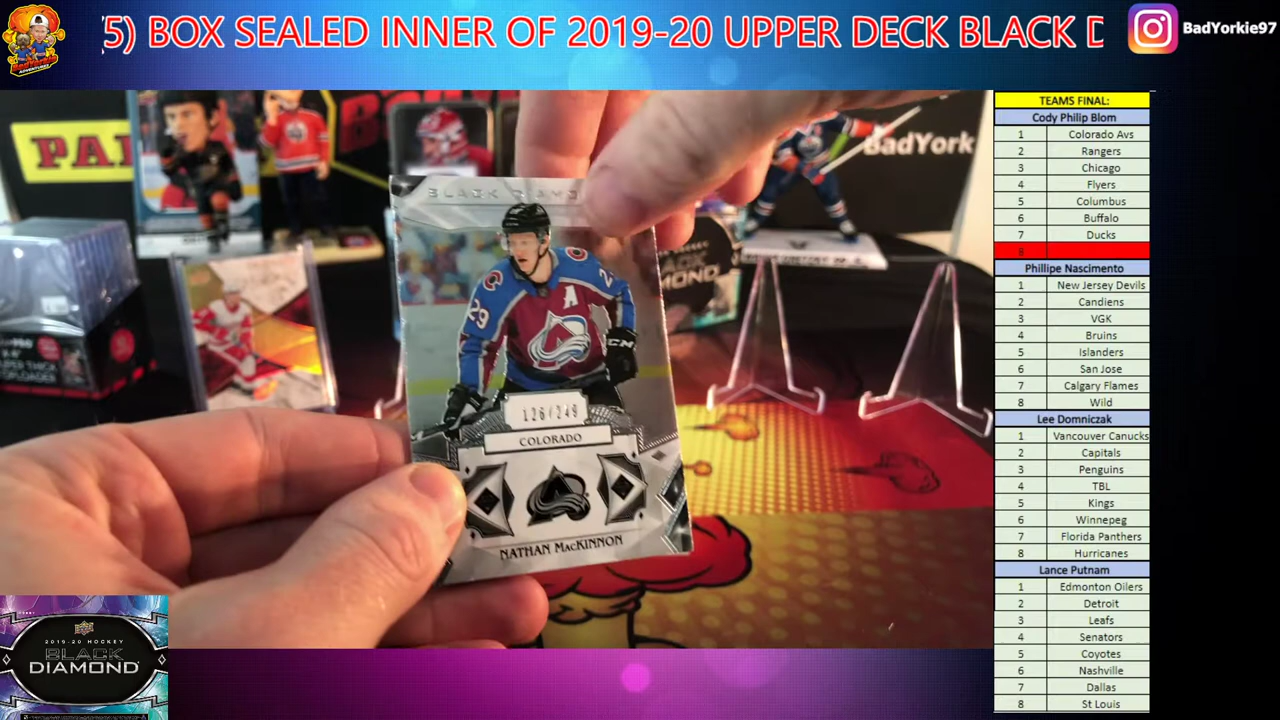 5) BOX SEALED INNER OF 2019-20 UPPER DECK BLACK D
BadYorkie97
BadYork
BLACK DIAMO
29
A
CCM
126/249
COLORADO
NATHAN MacKINNON
2019-20 HOCKEY
BLACK
DIAMOND
TEAMS FINAL:
Cody Philip Blom
1 Colorado Avs
2 Rangers
3 Chicago
4 Flyers
5 Columbus
6 Buffalo
7 Ducks
8
Phillipe Nascimento
1 New Jersey Devils
2 Candiens
3 VGK
4 Bruins
5 Islanders
6 San Jose
7 Calgary Flames
8 Wild
Lee Domniczak
1 Vancouver Canucks
2 Capitals
3 Penguins
4 TBL
5 Kings
6 Winnepeg
7 Florida Panthers
8 Hurricanes
Lance Putnam
1 Edmonton Oilers
2 Detroit
3 Leafs
4 Senators
5 Coyotes
6 Nashville
7 Dallas
8 St Louis